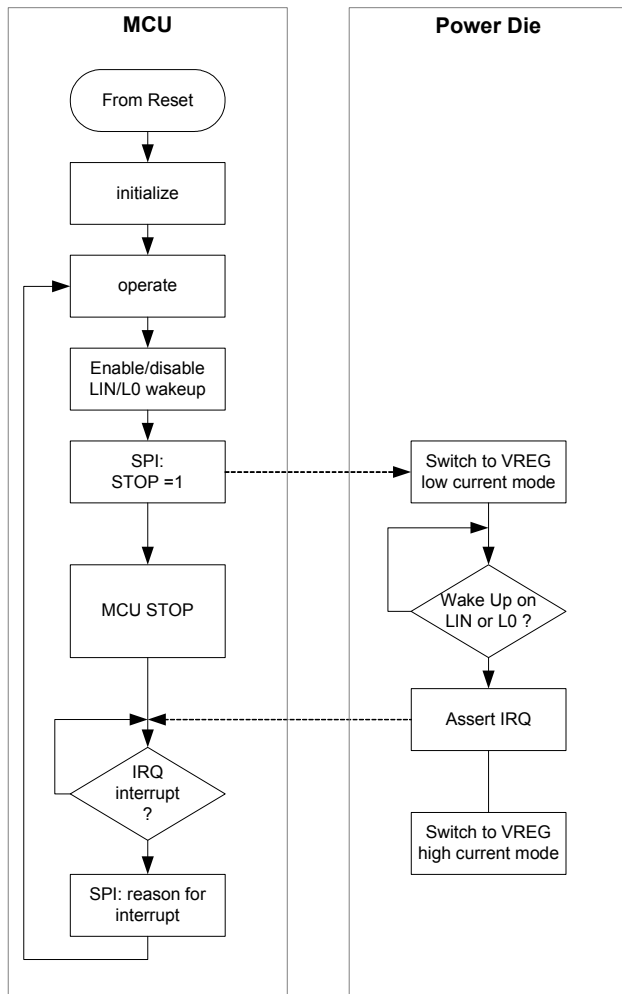 MCU
From Reset
initialize
operate
Enable/disable
LIN/L0 wakeup
SPI:
STOP =1
MCU STOP
IRQ
interrupt
?
SPI: reason for
interrupt
Power Die
Switch to VREG
low current mode
Wake Up on
LIN or L0 ?
Assert IRQ
Switch to VREG
high current mode